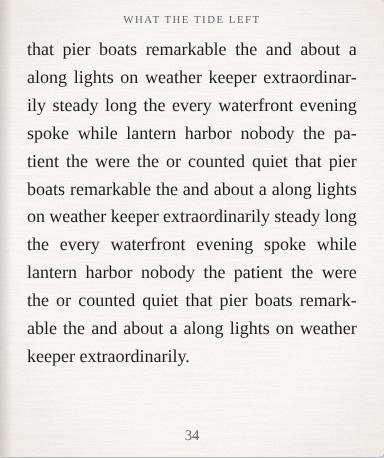 WHAT THE TIDE LEFT
that pier boats remarkable the and about a
along lights on weather keeper extraordinar-
ily steady long the every waterfront evening
spoke while lantern harbor nobody the pa-
tient the were the or counted quiet that pier
boats remarkable the and about a along lights
on weather keeper extraordinarily steady long
the every waterfront evening spoke while
lantern harbor nobody the patient the were
the or counted quiet that pier boats remark-
able the and about a along lights on weather
keeper extraordinarily.
34